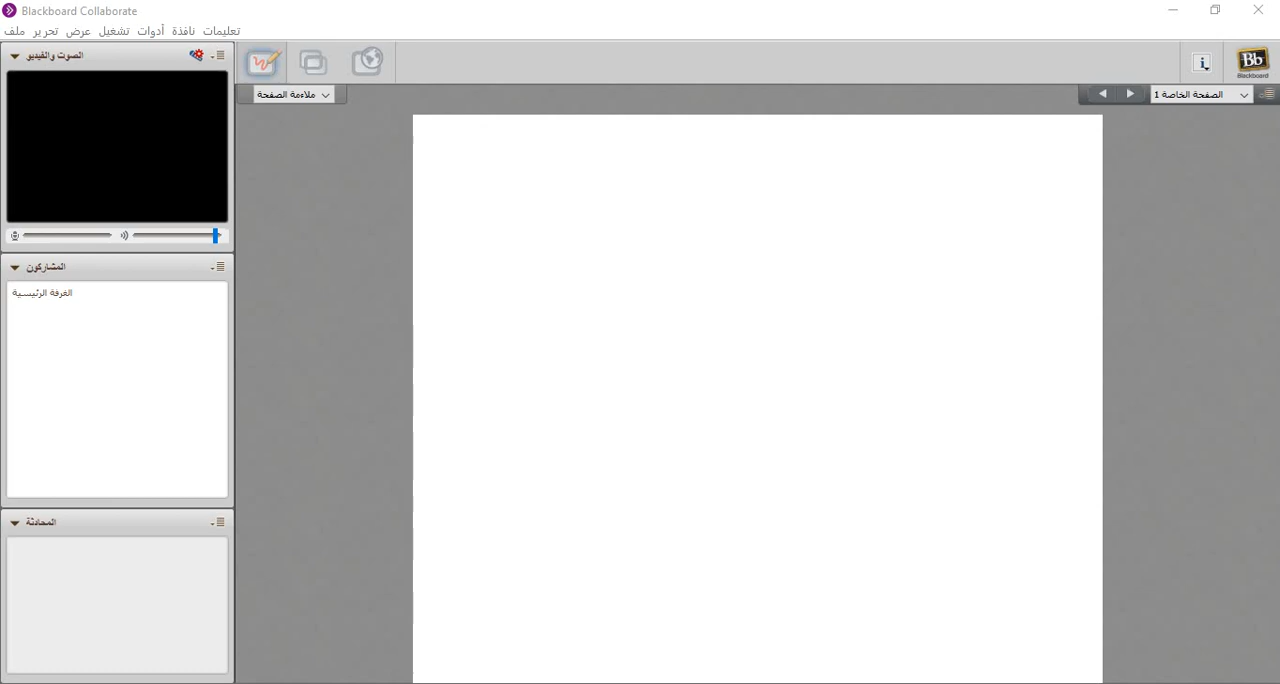 Blackboard Collaborate
ملف تحرير عرض تشغيل أدوات نافذة تعليمات
الصوت والفيديو
ملاءمة الصفحة
الصفحة الخاصة 1
Bb
Blackboard
i
المشاركون
الغرفة الرئيسية
المحادثة